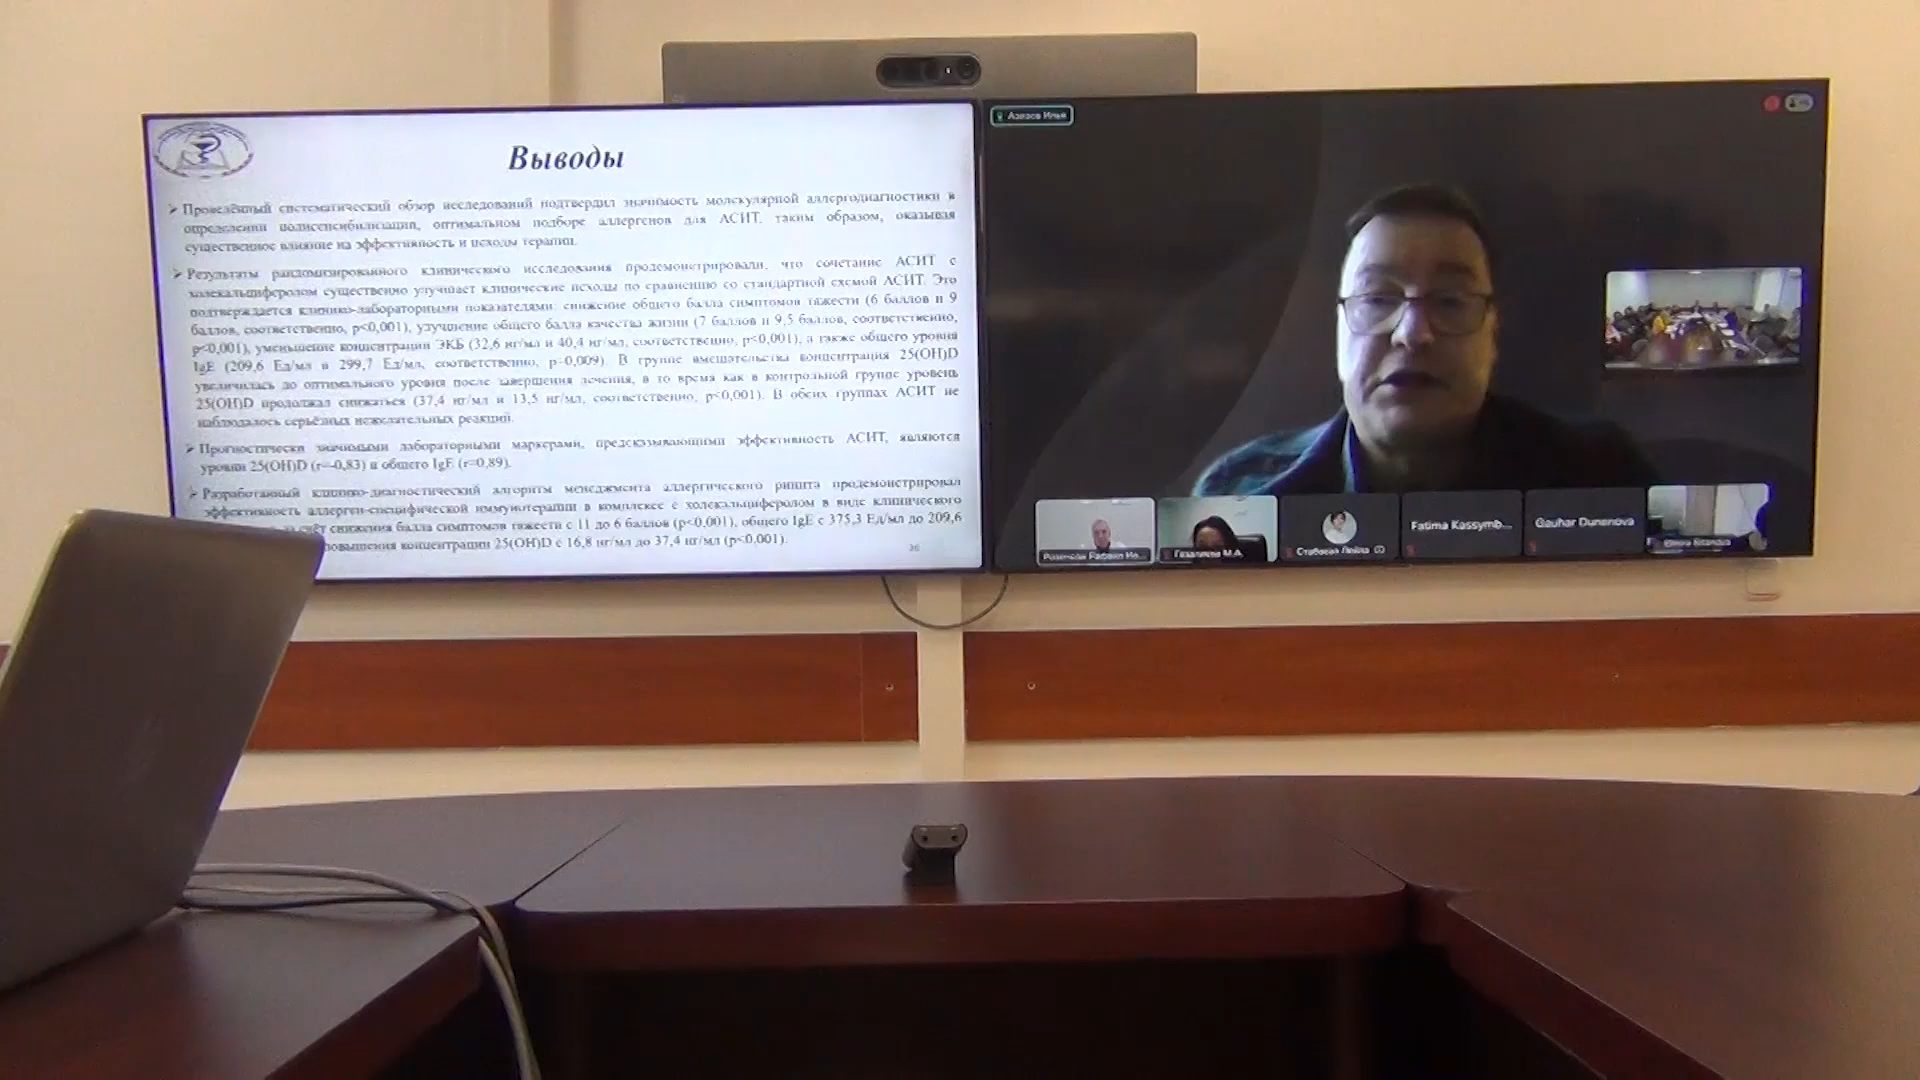 Выводы
➤ Проведённый систематический обзор исследований подтвердил значимость молекулярной аллергодиагностики в
определении полисенсибилизации, оптимальном подборе аллергенов для АСИТ, таким образом, оказывая
существенное влияние на эффективность и исходы терапии.
➤ Результаты рандомизированного клинического исследования продемонстрировали, что сочетание АСИТ с
холекальциферолом существенно улучшает клинические исходы по сравнению со стандартной схемой АСИТ. Это
подтверждается клинико-лабораторными показателями: снижение общего балла симптомов тяжести (6 баллов и 9
баллов, соответственно, p<0,001), улучшение общего балла качества жизни (7 баллов и 9,5 баллов, соответственно,
p<0,001), уменьшение концентрации ЭКБ (32,6 нг/мл и 40,4 нг/мл, соответственно, p<0,001), а также общего уровня
IgE (209,6 Ед/мл и 299,7 Ед/мл, соответственно, p=0,009). В группе вмешательства концентрация 25(OH)D
увеличилась до оптимального уровня после завершения лечения, в то время как в контрольной группе уровень
25(OH)D продолжал снижаться (37,4 нг/мл и 13,5 нг/мл, соответственно, p<0,001). В обеих группах АСИТ не
наблюдалось серьёзных нежелательных реакций.
➤ Прогностически значимыми лабораторными маркерами, предсказывающими эффективность АСИТ, являются
уровни 25(OH)D (r=-0,83) и общего IgE (r=0,89).
➤ Разработанный клинико-диагностический алгоритм менеджмента аллергического ринита продемонстрировал
эффективность аллерген-специфической иммунотерапии в комплексе с холекальциферолом в виде клинического
счёт снижения балла симптомов тяжести с 11 до 6 баллов (p<0,001), общего IgE с 375,3 Ед/мл до 209,6
повышения концентрации 25(OH)D с 16,8 нг/мл до 37,4 нг/мл (p<0,001).
36
Азизов Илья
Газалиева М.А.
Fatima Kassymb...
Gauhar Dunenova